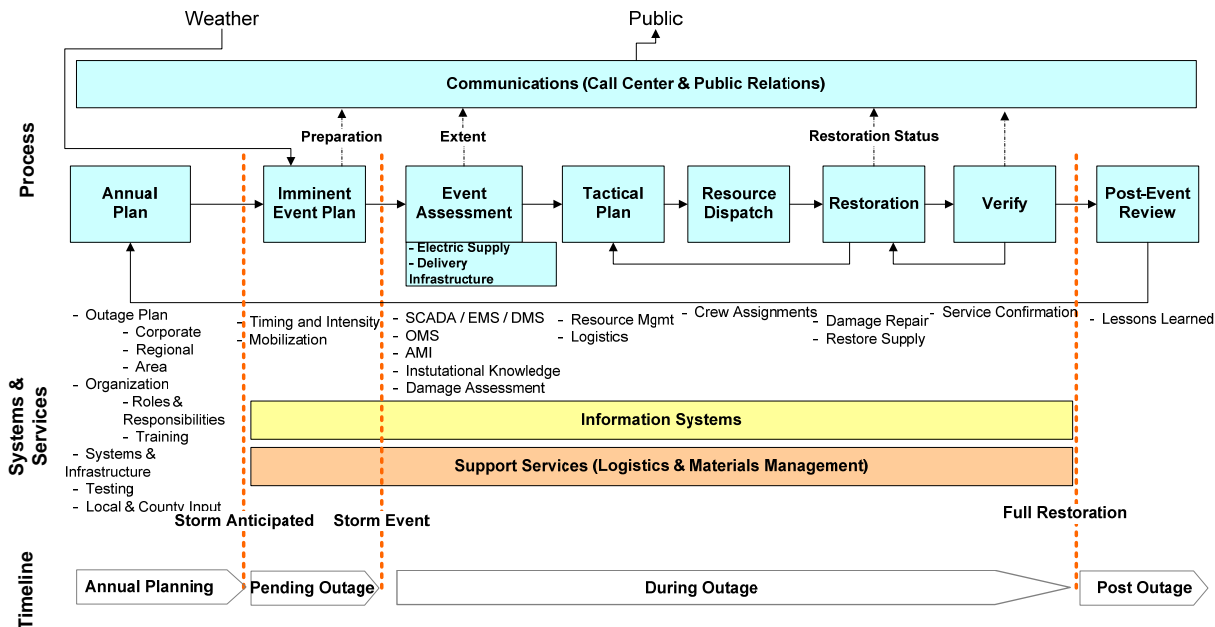 Weather
Public
Communications (Call Center & Public Relations)
Process
Preparation
Extent
Restoration Status
Annual
Plan
Imminent
Event Plan
Event
Assessment
- Electric Supply
- Delivery
Infrastructure
Tactical
Plan
Resource
Dispatch
Restoration
Verify
Post-Event
Review
Systems &
Services
- Outage Plan
- Corporate
- Regional
- Area
- Organization
- Roles &
Responsibilities
- Training
- Systems &
Infrastructure
- Testing
- Local & County Input
- Timing and Intensity
- Mobilization
- SCADA / EMS / DMS
- OMS
- AMI
- Instutational Knowledge
- Damage Assessment
- Resource Mgmt
- Logistics
- Crew Assignments
- Damage Repair
- Restore Supply
- Service Confirmation
- Lessons Learned
Information Systems
Support Services (Logistics & Materials Management)
Storm Anticipated
Storm Event
Full Restoration
Timeline
Annual Planning
Pending Outage
During Outage
Post Outage